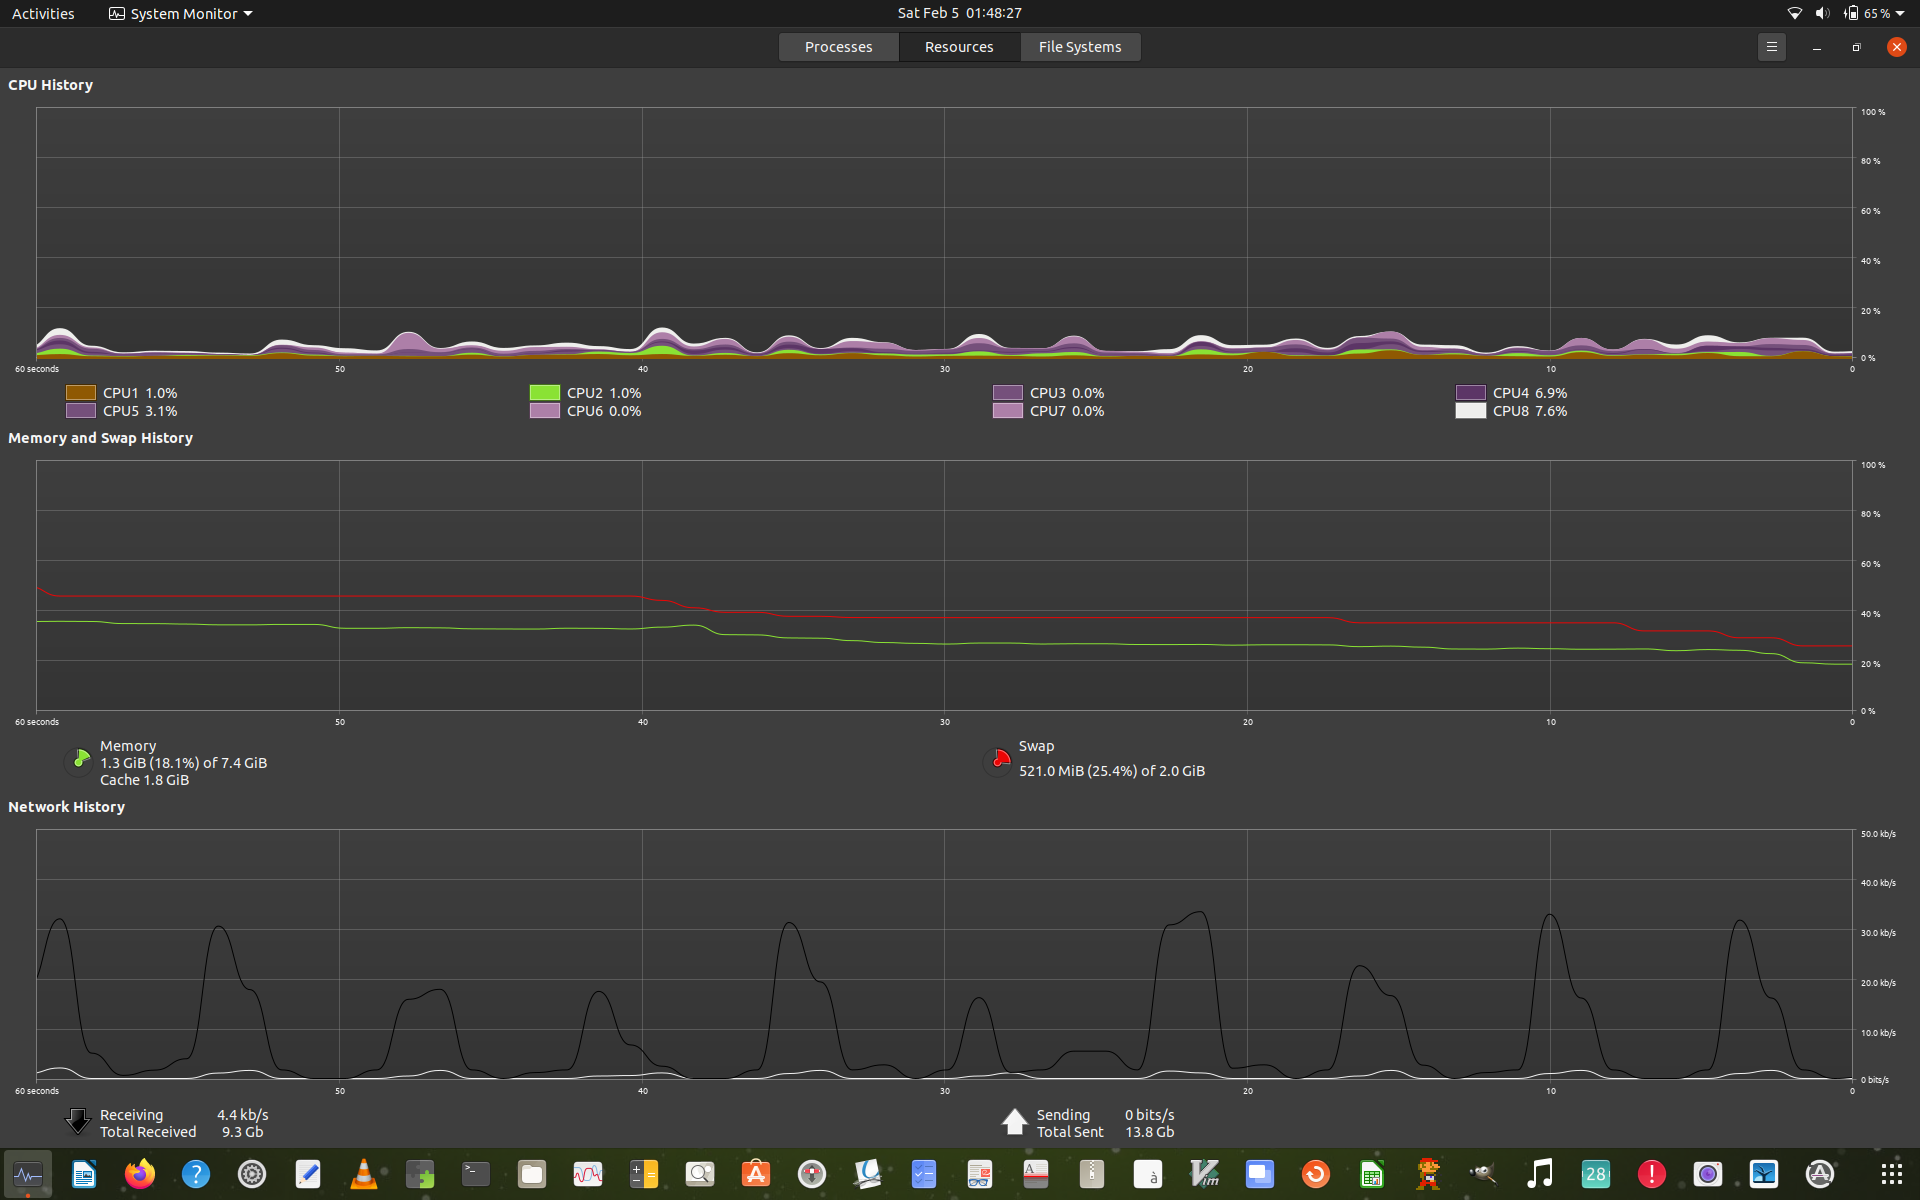 Activities
System Monitor
Sat Feb 5 01:48:27
65 %
Processes
Resources
File Systems
CPU History
100 %
80 %
60 %
40 %
20 %
0 %
60 seconds 50 40 30 20 10 0
CPU1 1.0% CPU2 1.0% CPU3 0.0% CPU4 6.9%
CPU5 3.1% CPU6 0.0% CPU7 0.0% CPU8 7.6%
Memory and Swap History
100 %
80 %
60 %
40 %
20 %
0 %
60 seconds 50 40 30 20 10 0
Memory
1.3 GiB (18.1%) of 7.4 GiB
Cache 1.8 GiB
Swap
521.0 MiB (25.4%) of 2.0 GiB
Network History
50.0 kb/s
40.0 kb/s
30.0 kb/s
20.0 kb/s
10.0 kb/s
0 bits/s
60 seconds 50 40 30 20 10 0
Receiving 4.4 kb/s
Total Received 9.3 Gb
Sending 0 bits/s
Total Sent 13.8 Gb
?
>_
A
à
Vim
28
!